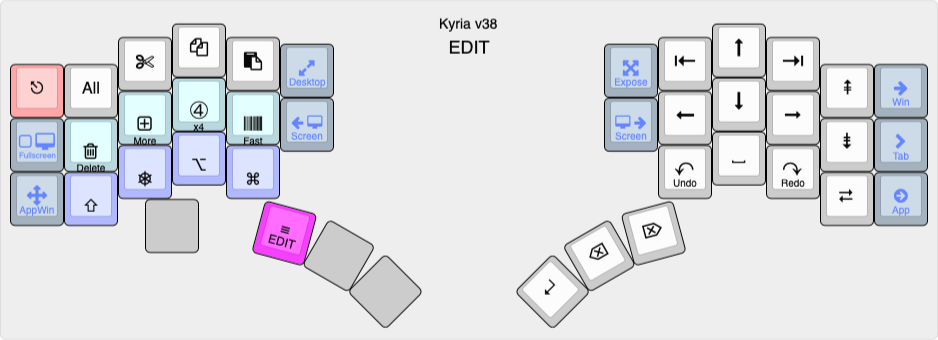 Kyria v38
EDIT
Desktop
Expose
All
Win
④
x4
More
Fast
Screen
Screen
Fullscreen
Delete
Tab
Undo
Redo
AppWin
App
EDIT